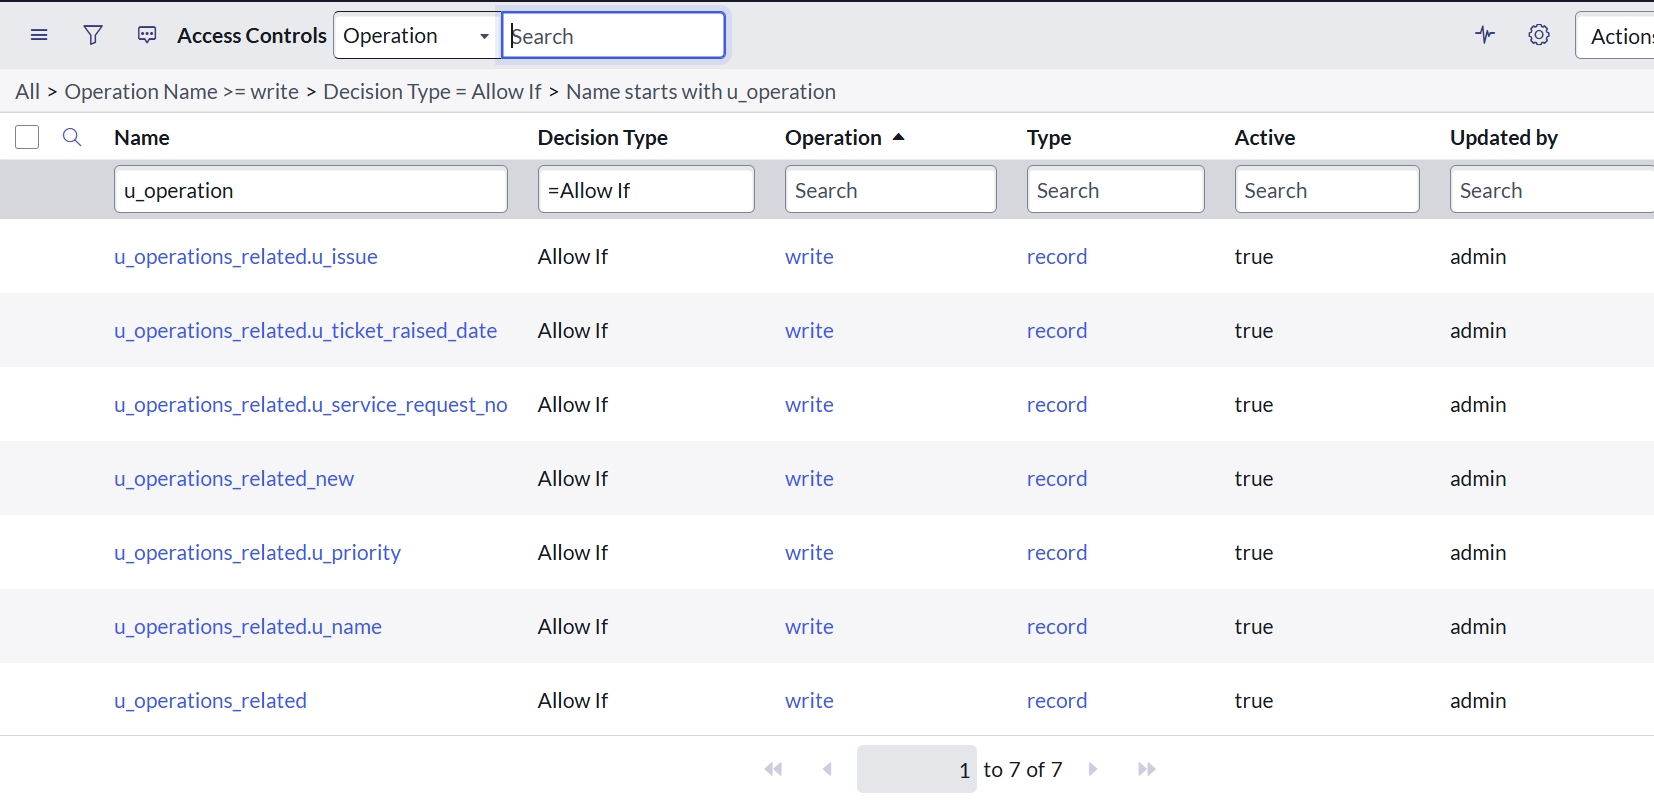 Access Controls Operation Search Actions
All > Operation Name >= write > Decision Type = Allow If > Name starts with u_operation
Name Decision Type Operation Type Active Updated by
u_operation =Allow If Search Search Search Search
u_operations_related.u_issue Allow If write record true admin
u_operations_related.u_ticket_raised_date Allow If write record true admin
u_operations_related.u_service_request_no Allow If write record true admin
u_operations_related_new Allow If write record true admin
u_operations_related.u_priority Allow If write record true admin
u_operations_related.u_name Allow If write record true admin
u_operations_related Allow If write record true admin
1 to 7 of 7